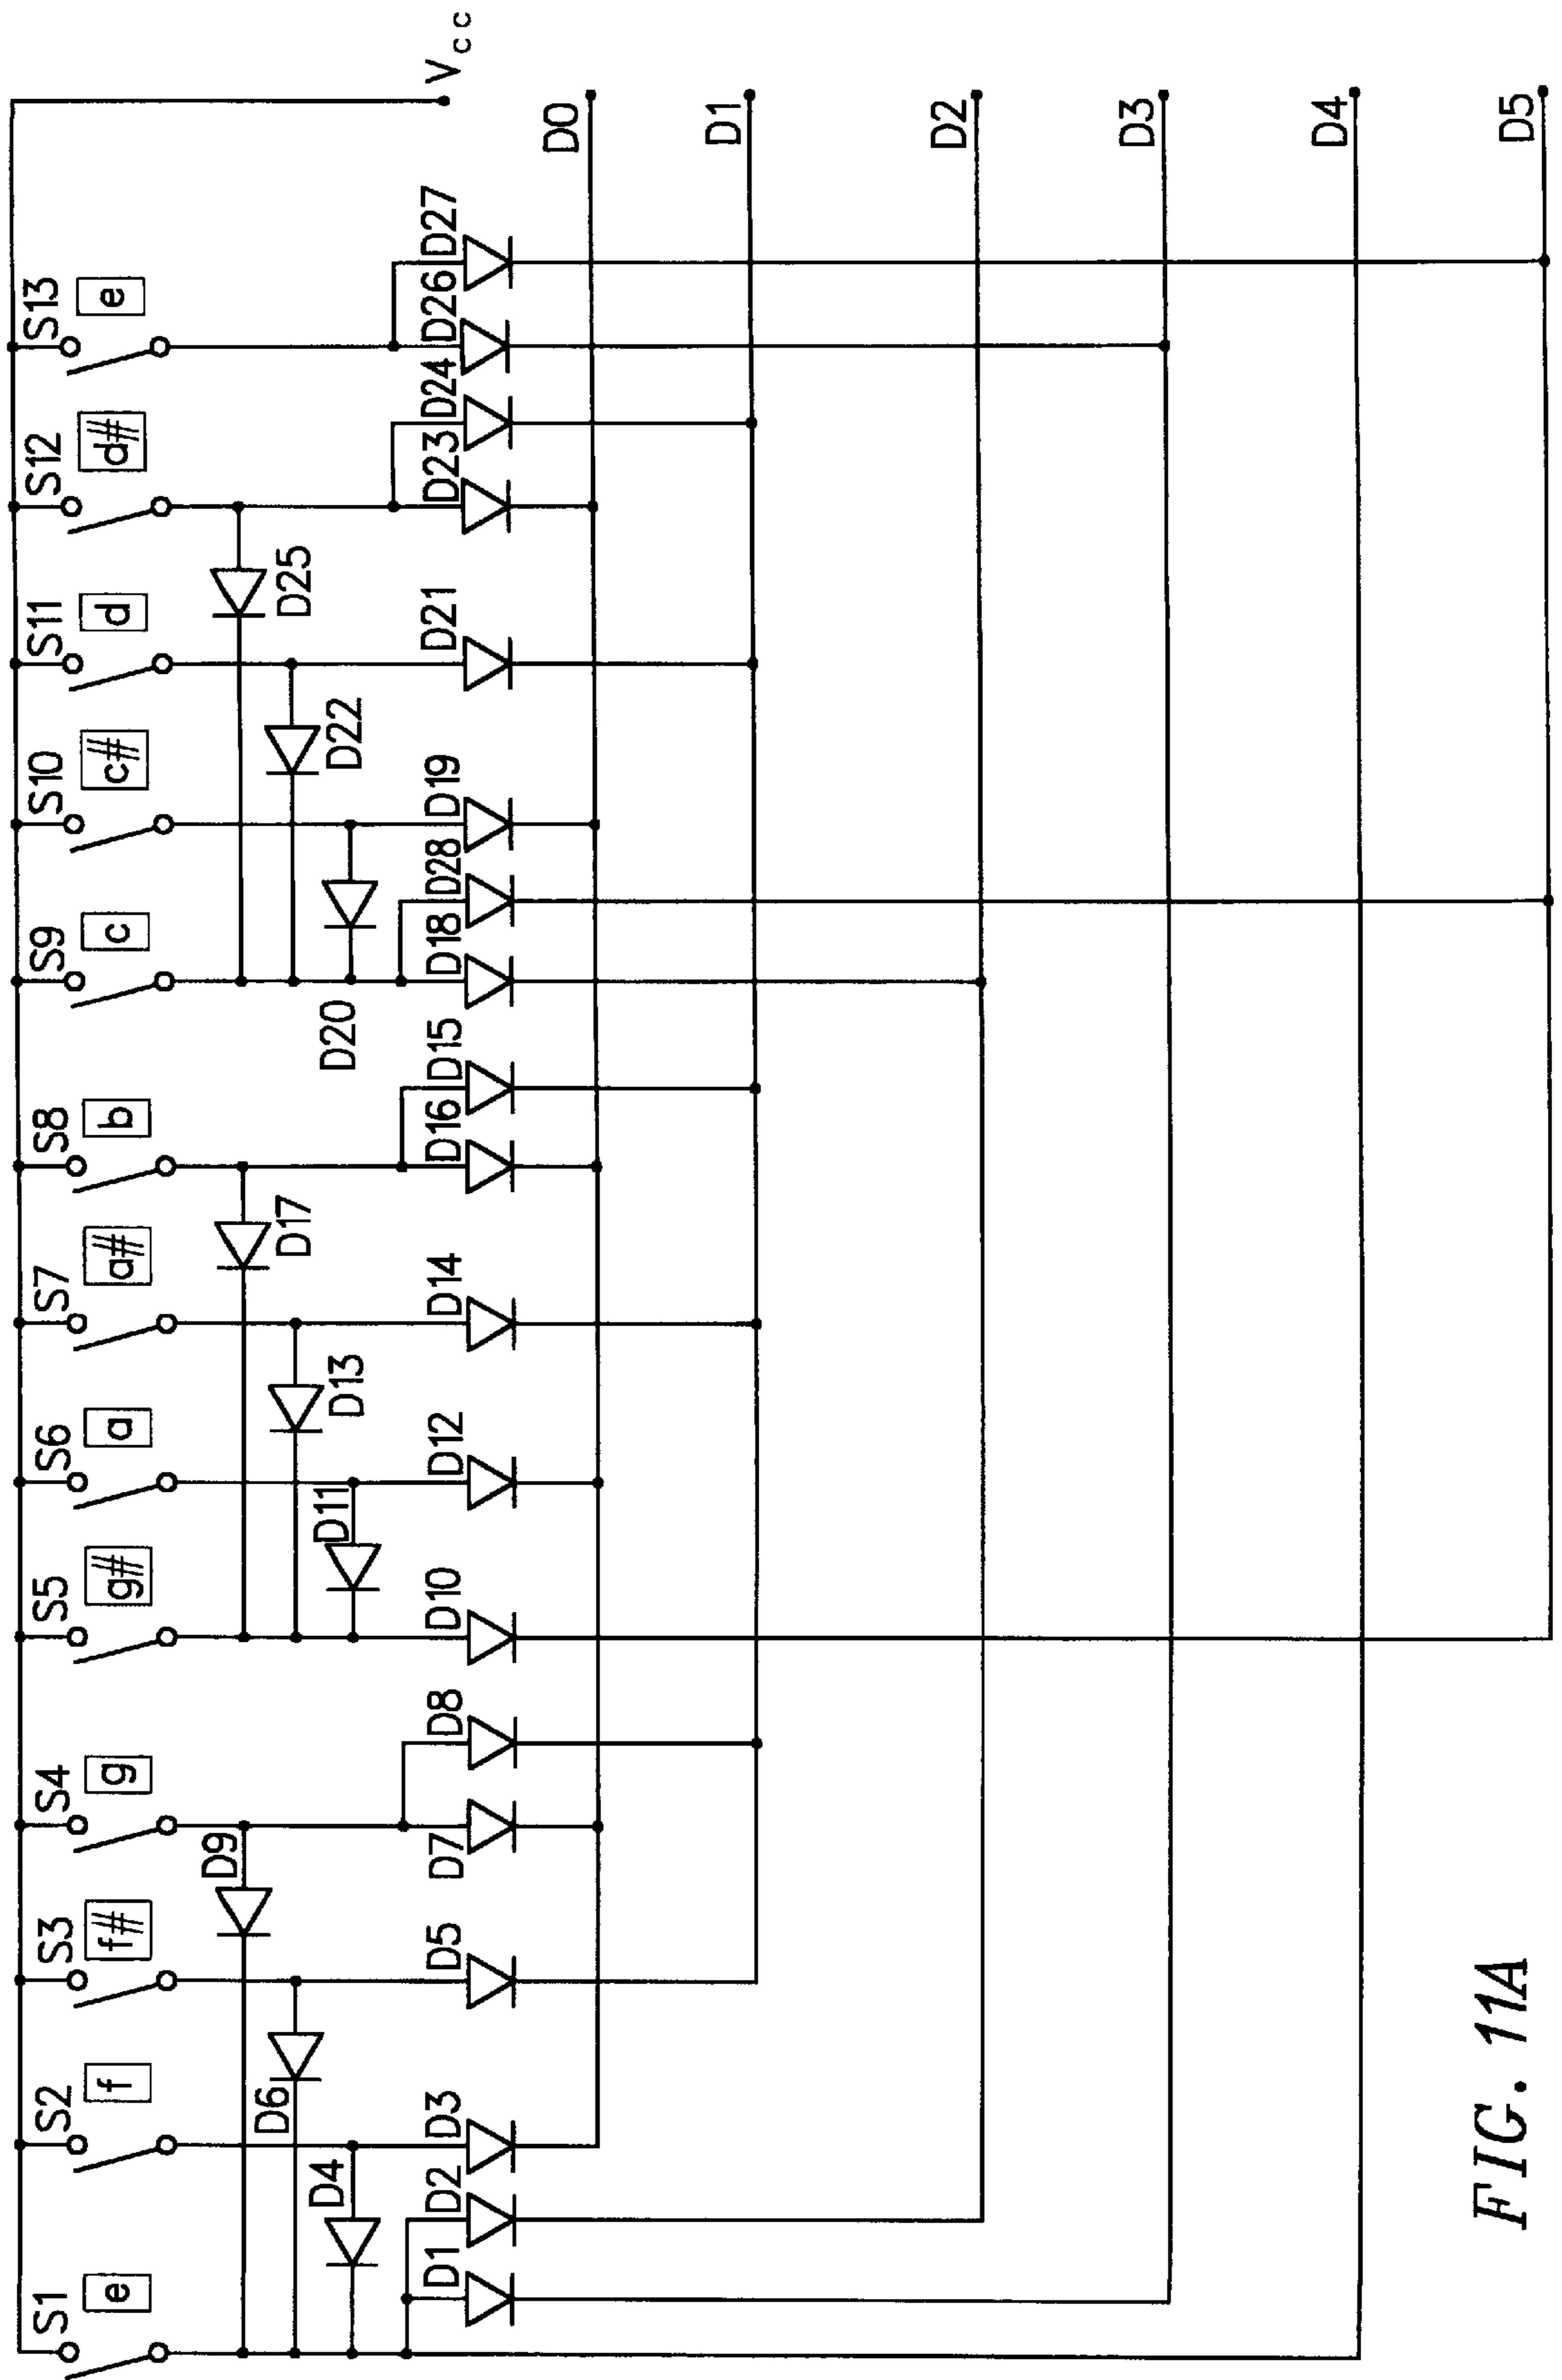 S1 S2 S3 S4 S5 S6 S7 S8 S9 S10 S11 S12 S13
e f f# g g# a a# b c c# d d# e
Vcc
D9 D17 D25
D6 D13 D22
D4 D11 D20
D1 D2 D3 D5 D7 D8 D10 D12 D14 D16 D15 D18 D28 D19 D21 D23 D24 D26 D27
D0
D1
D2
D3
D4
D5
FIG. 11A